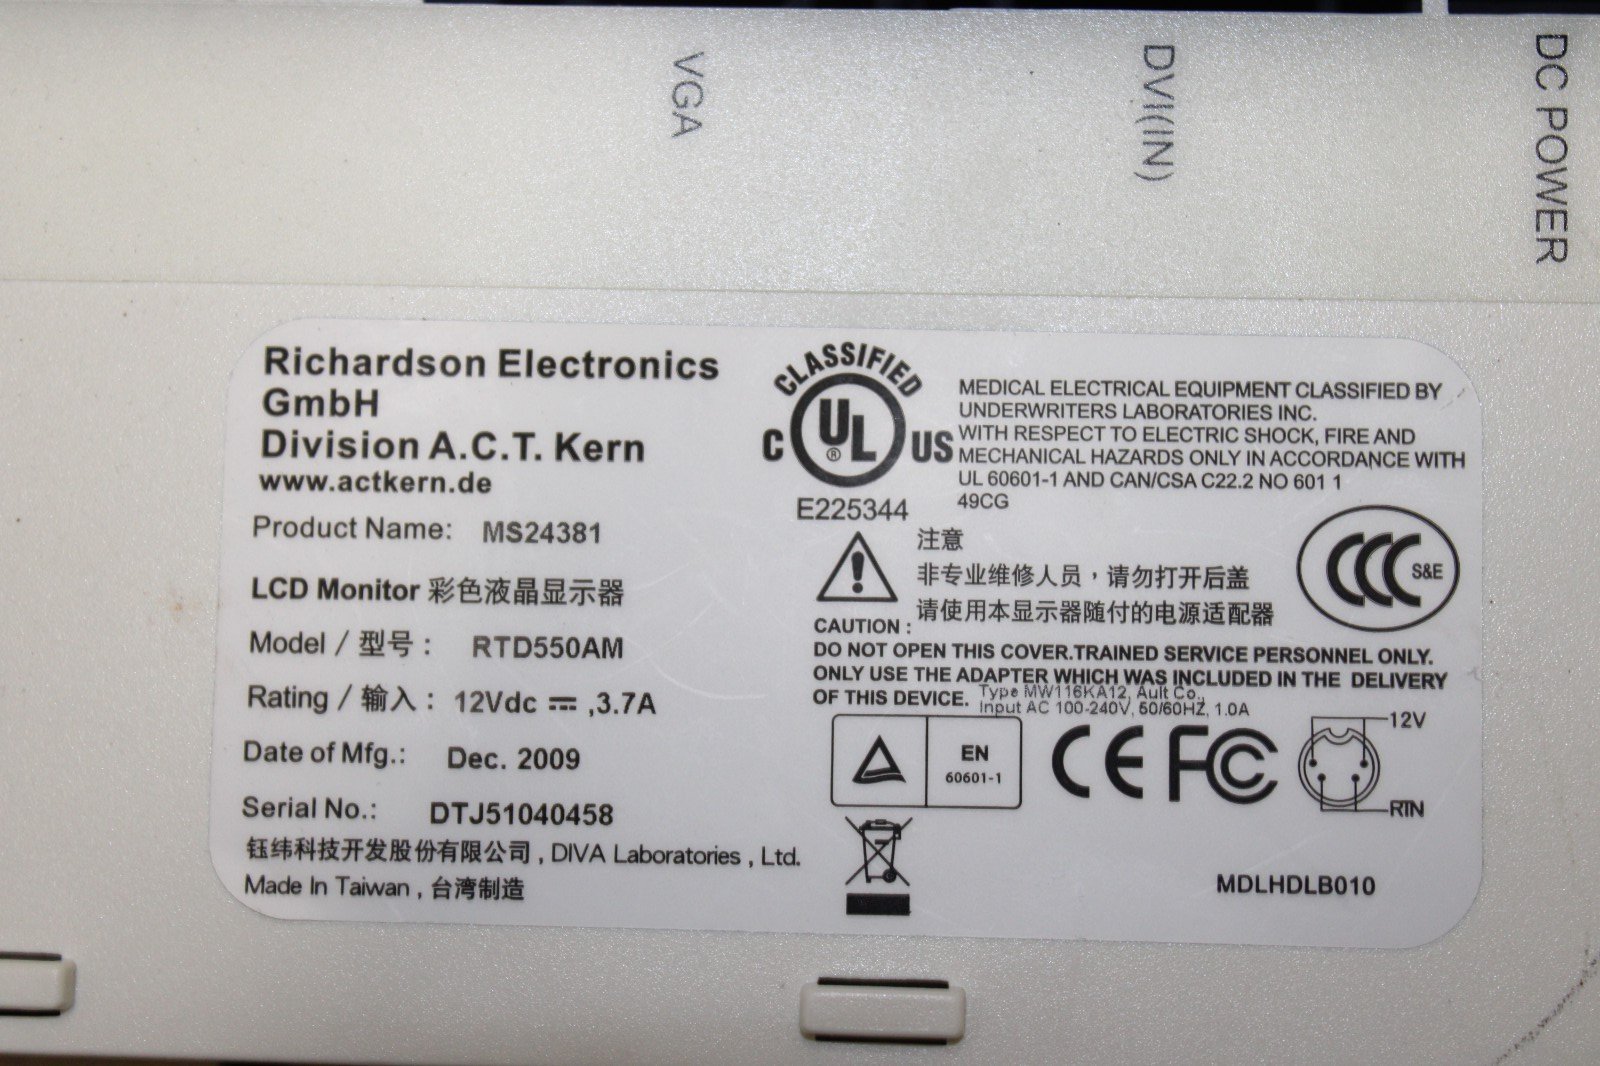 VGA
DVI(IN)
DC POWER
Richardson Electronics
GmbH
Division A.C.T. Kern
www.actkern.de
Product Name: MS24381
LCD Monitor 彩色液晶显示器
Model / 型号： RTD550AM
Rating / 输入： 12Vdc ⎓ ,3.7A
Date of Mfg.: Dec. 2009
Serial No.: DTJ51040458
钰纬科技开发股份有限公司 , DIVA Laboratories , Ltd.
Made In Taiwan , 台湾制造
CLASSIFIED
C UL ® US
E225344
MEDICAL ELECTRICAL EQUIPMENT CLASSIFIED BY
UNDERWRITERS LABORATORIES INC.
WITH RESPECT TO ELECTRIC SHOCK, FIRE AND
MECHANICAL HAZARDS ONLY IN ACCORDANCE WITH
UL 60601-1 AND CAN/CSA C22.2 NO 601 1
49CG
注意
非专业维修人员，请勿打开后盖
请使用本显示器随付的电源适配器
CCC S&E
CAUTION :
DO NOT OPEN THIS COVER.TRAINED SERVICE PERSONNEL ONLY.
ONLY USE THE ADAPTER WHICH WAS INCLUDED IN THE DELIVERY
OF THIS DEVICE.
Type MW116KA12, Ault Co.,
Input AC 100-240V, 50/60HZ, 1.0A
EN
60601-1
CE FCC
12V
RTN
MDLHDLB010